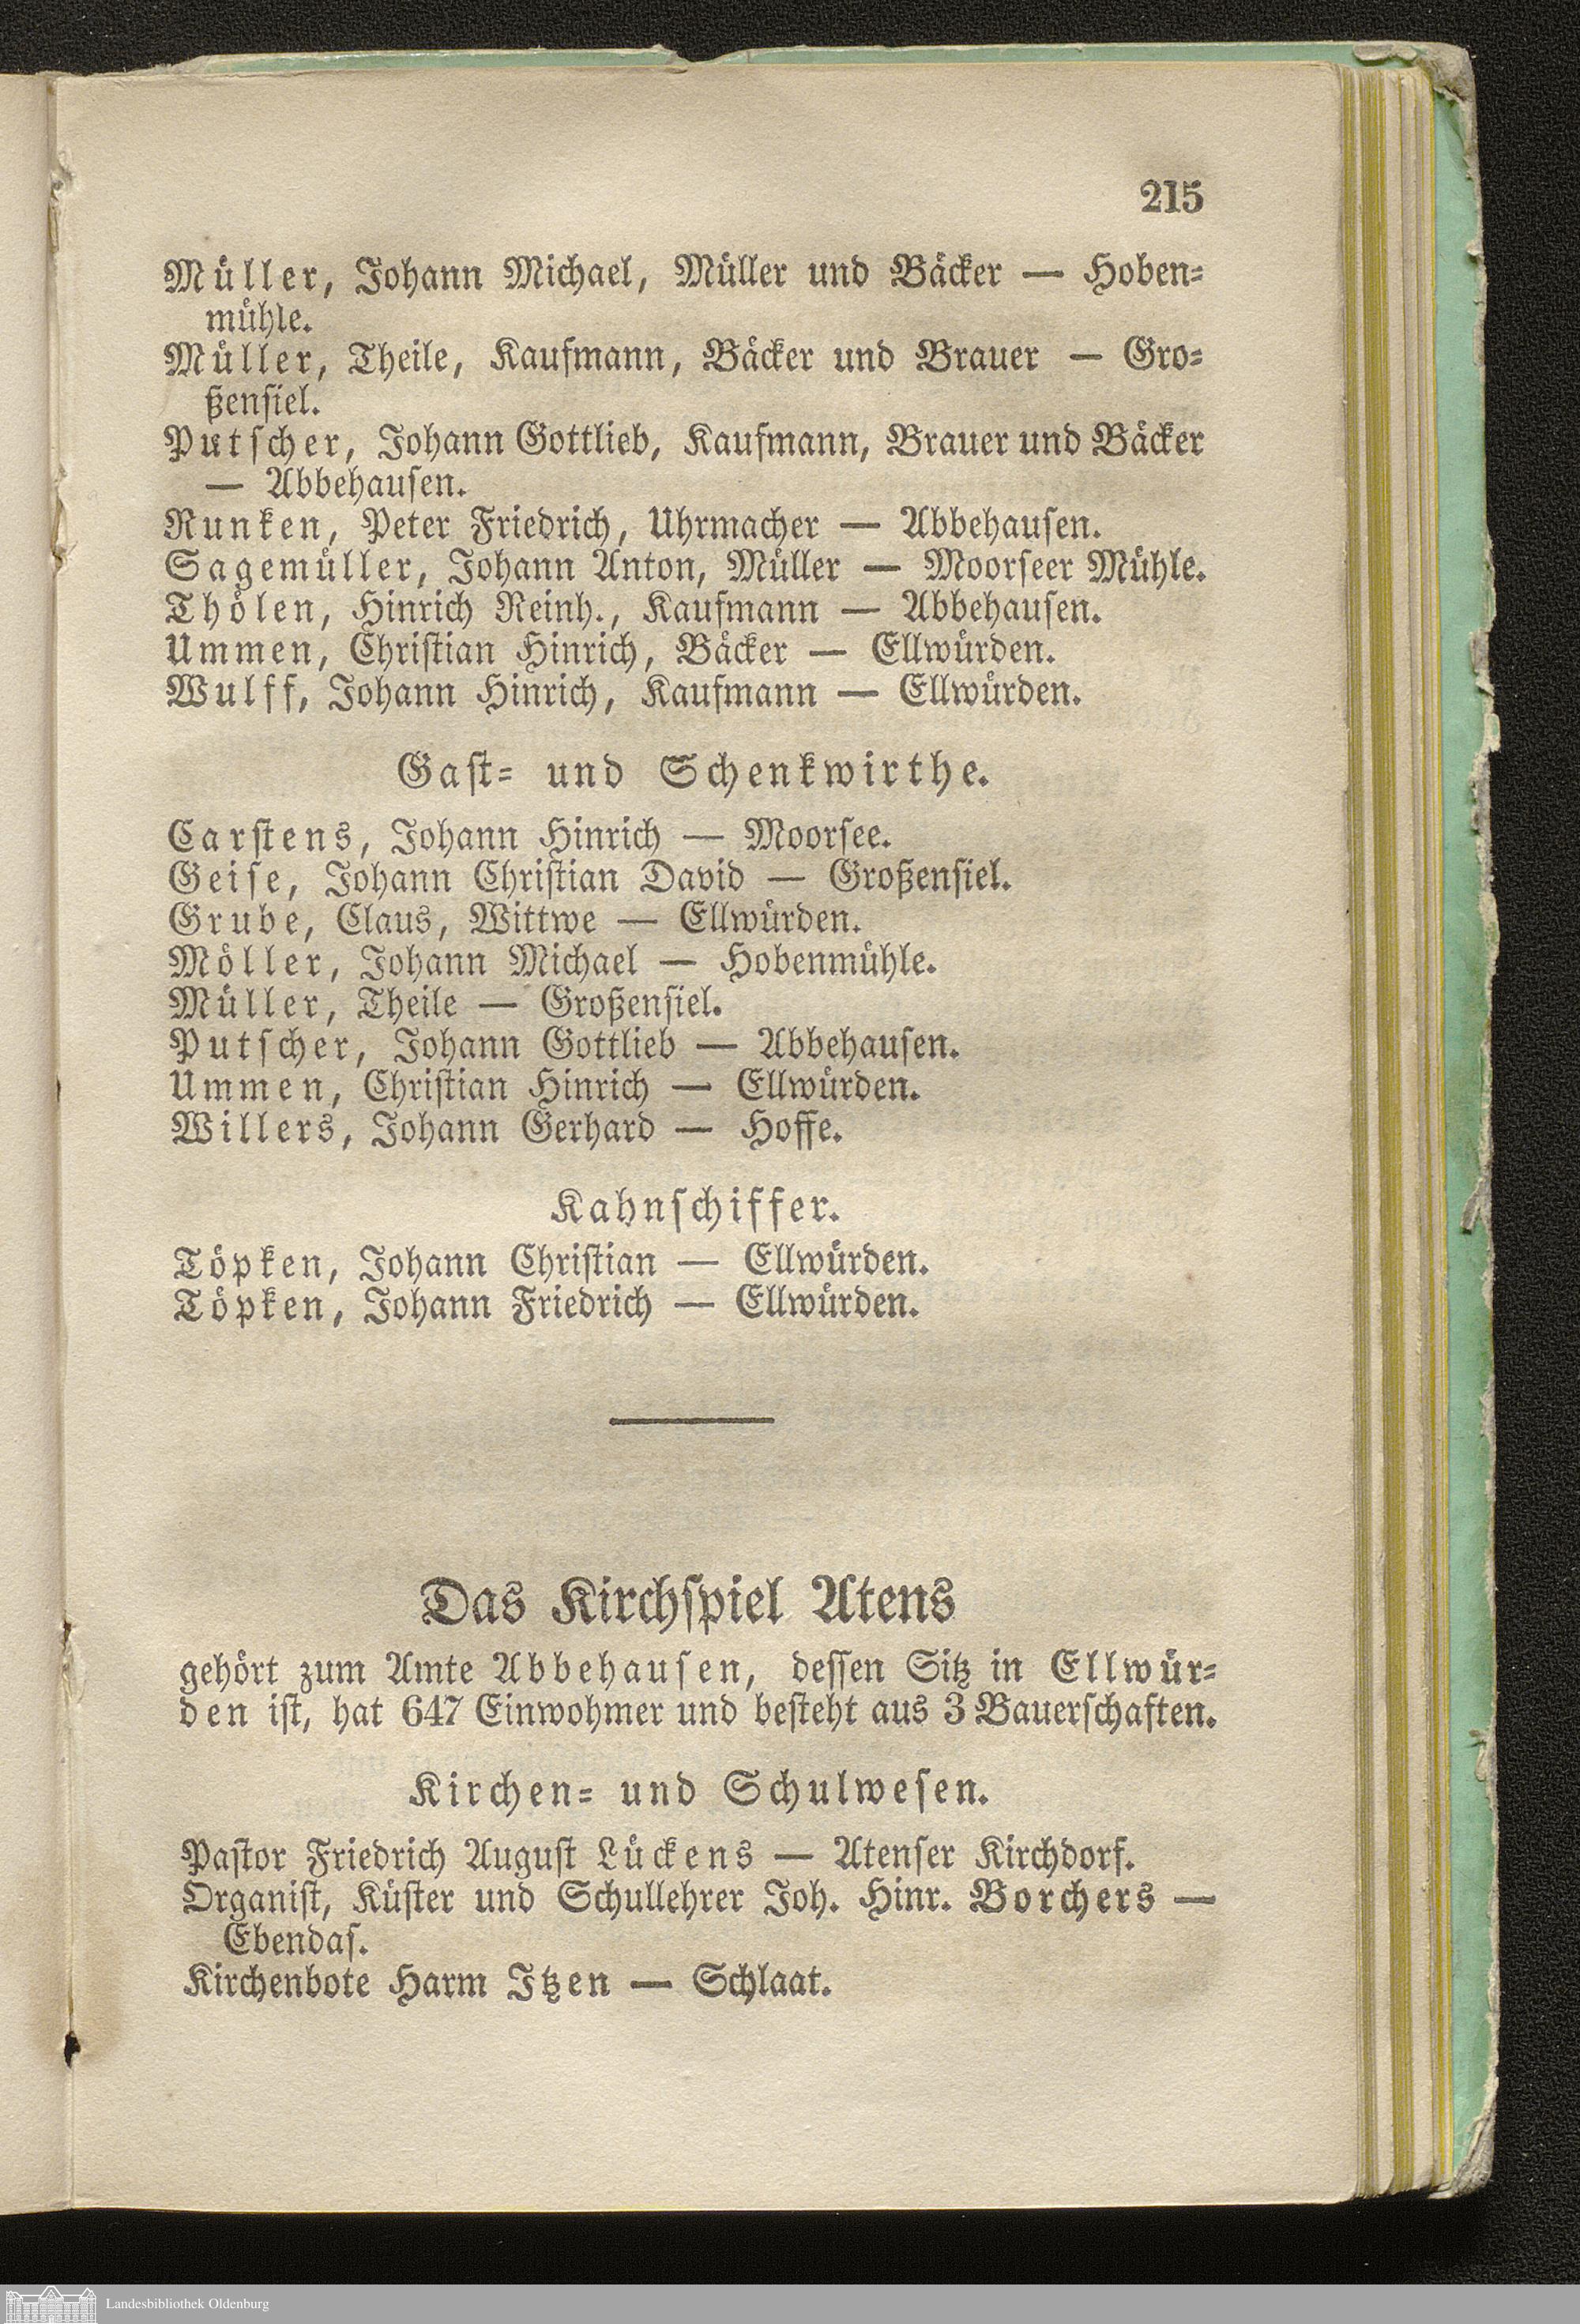 215
Müller, Johann Michael, Müller und Bäcker — Hoben-
mühle.
Müller, Theile, Kaufmann, Bäcker und Brauer — Gro-
ßensiel.
Putscher, Johann Gottlieb, Kaufmann, Brauer und Bäcker
— Abbehausen.
Runken, Peter Friedrich, Uhrmacher — Abbehausen.
Sagemüller, Johann Anton, Müller — Moorseer Mühle.
Thölen, Hinrich Reinh., Kaufmann — Abbehausen.
Ummen, Christian Hinrich, Bäcker — Ellwürden.
Wulff, Johann Hinrich, Kaufmann — Ellwürden.
Gast- und Schenkwirthe.
Carstens, Johann Hinrich — Moorsee.
Geise, Johann Christian David — Großensiel.
Grube, Claus, Wittwe — Ellwürden.
Möller, Johann Michael — Hobenmühle.
Müller, Theile — Großensiel.
Putscher, Johann Gottlieb — Abbehausen.
Ummen, Christian Hinrich — Ellwürden.
Willers, Johann Gerhard — Hoffe.
Kahnschiffer.
Töpken, Johann Christian — Ellwürden.
Töpken, Johann Friedrich — Ellwürden.
Das Kirchspiel Atens
gehört zum Amte Abbehausen, dessen Sitz in Ellwür-
den ist, hat 647 Einwohmer und besteht aus 3 Bauerschaften.
Kirchen- und Schulwesen.
Pastor Friedrich August Lückens — Atenser Kirchdorf.
Organist, Küster und Schullehrer Joh. Hinr. Borchers —
Ebendas.
Kirchenbote Harm Itzen — Schlaat.
Landesbibliothek Oldenburg